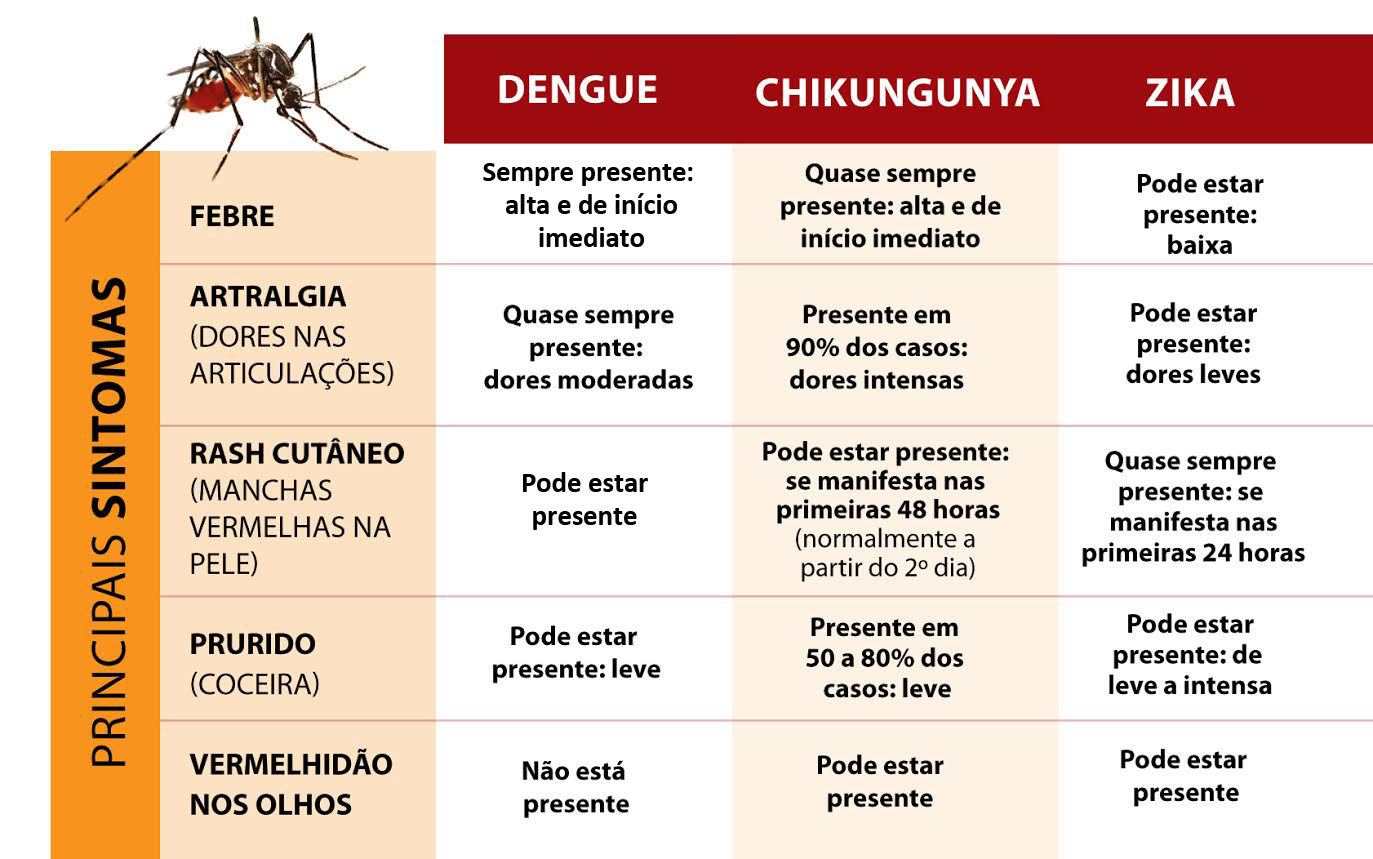 DENGUE
CHIKUNGUNYA
ZIKA
PRINCIPAIS SINTOMAS
FEBRE
Sempre presente:
alta e de início
imediato
Quase sempre
presente: alta e de
início imediato
Pode estar
presente:
baixa
ARTRALGIA
(DORES NAS
ARTICULAÇÕES)
Quase sempre
presente:
dores moderadas
Presente em
90% dos casos:
dores intensas
Pode estar
presente:
dores leves
RASH CUTÂNEO
(MANCHAS
VERMELHAS NA
PELE)
Pode estar
presente
Pode estar presente:
se manifesta nas
primeiras 48 horas
(normalmente a
partir do 2º dia)
Quase sempre
presente: se
manifesta nas
primeiras 24 horas
PRURIDO
(COCEIRA)
Pode estar
presente: leve
Presente em
50 a 80% dos
casos: leve
Pode estar
presente: de
leve a intensa
VERMELHIDÃO
NOS OLHOS
Não está
presente
Pode estar
presente
Pode estar
presente